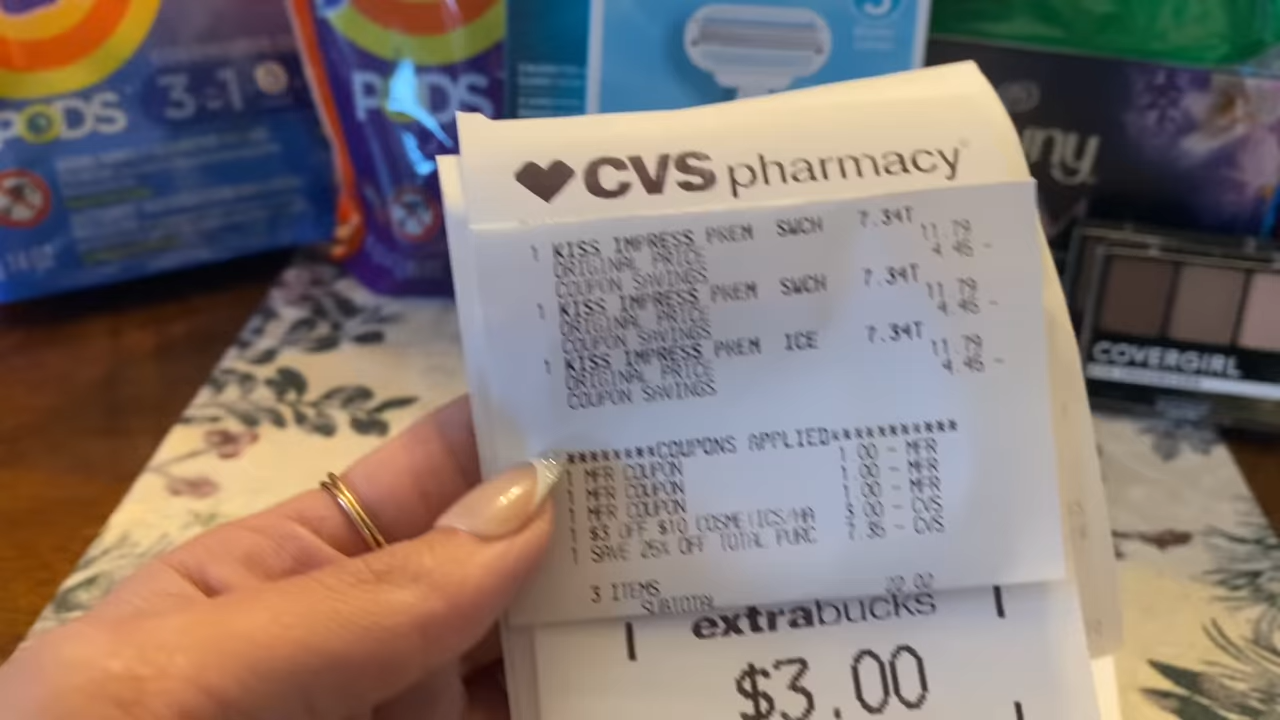 PODS
3 in 1
PODS
3
CVS pharmacy
1 KISS IMPRESS PREM SWCH 7.34T
ORIGINAL PRICE 11.79
COUPON SAVINGS 4.45 -
1 KISS IMPRESS PREM SWCH 7.34T
ORIGINAL PRICE 11.79
COUPON SAVINGS 4.45 -
1 KISS IMPRESS PREM ICE 7.34T
ORIGINAL PRICE 11.79
COUPON SAVINGS 4.45 -
COUPONS APPLIED
1 MFR COUPON 1.00 - MFR
1 MFR COUPON 1.00 - MFR
1 MFR COUPON 1.00 - MFR
1 $3 OFF $10 COSMETICS/HA 3.00 - CVS
1 SAVE 25% OFF TOTAL PURC 7.35 - CVS
3 ITEMS
SUBTOTAL 22.02
extrabucks
$3.00
COVERGIRL